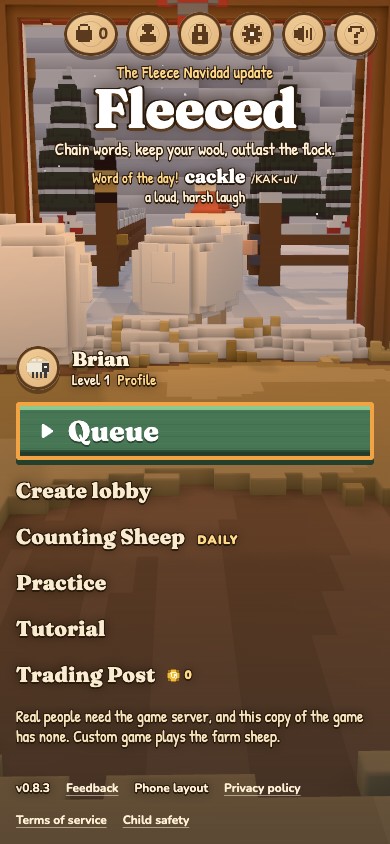 0
The Fleece Navidad update
Fleeced
Chain words, keep your wool, outlast the flock.
Word of the day! cackle /KAK-ul/
a loud, harsh laugh
Brian
Level 1 Profile
Queue
Create lobby
Counting Sheep DAILY
Practice
Tutorial
Trading Post 0
Real people need the game server, and this copy of the game
has none. Custom game plays the farm sheep.
v0.8.3 Feedback Phone layout Privacy policy
Terms of service Child safety